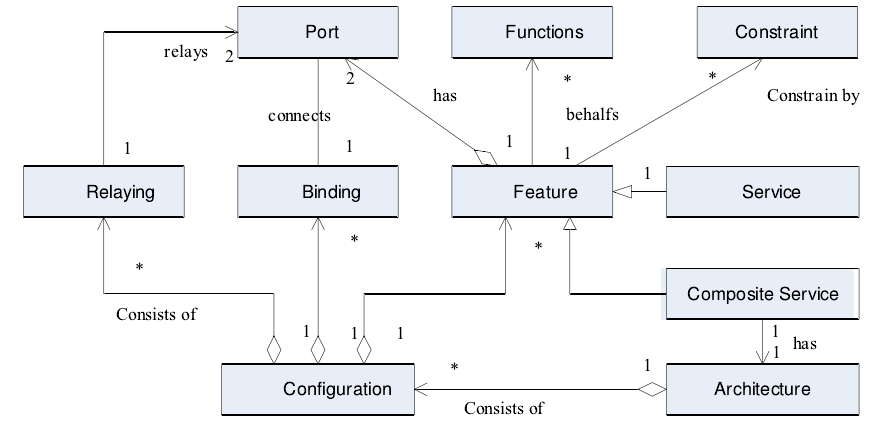 Port
Functions
Constraint
relays
2
2
*
*
has
Constrain by
connects
behalfs
1
1
1
1
1
Relaying
Binding
Feature
Service
*
*
*
Composite Service
Consists of
1
1
1
1
has
1
*
1
Configuration
Architecture
Consists of